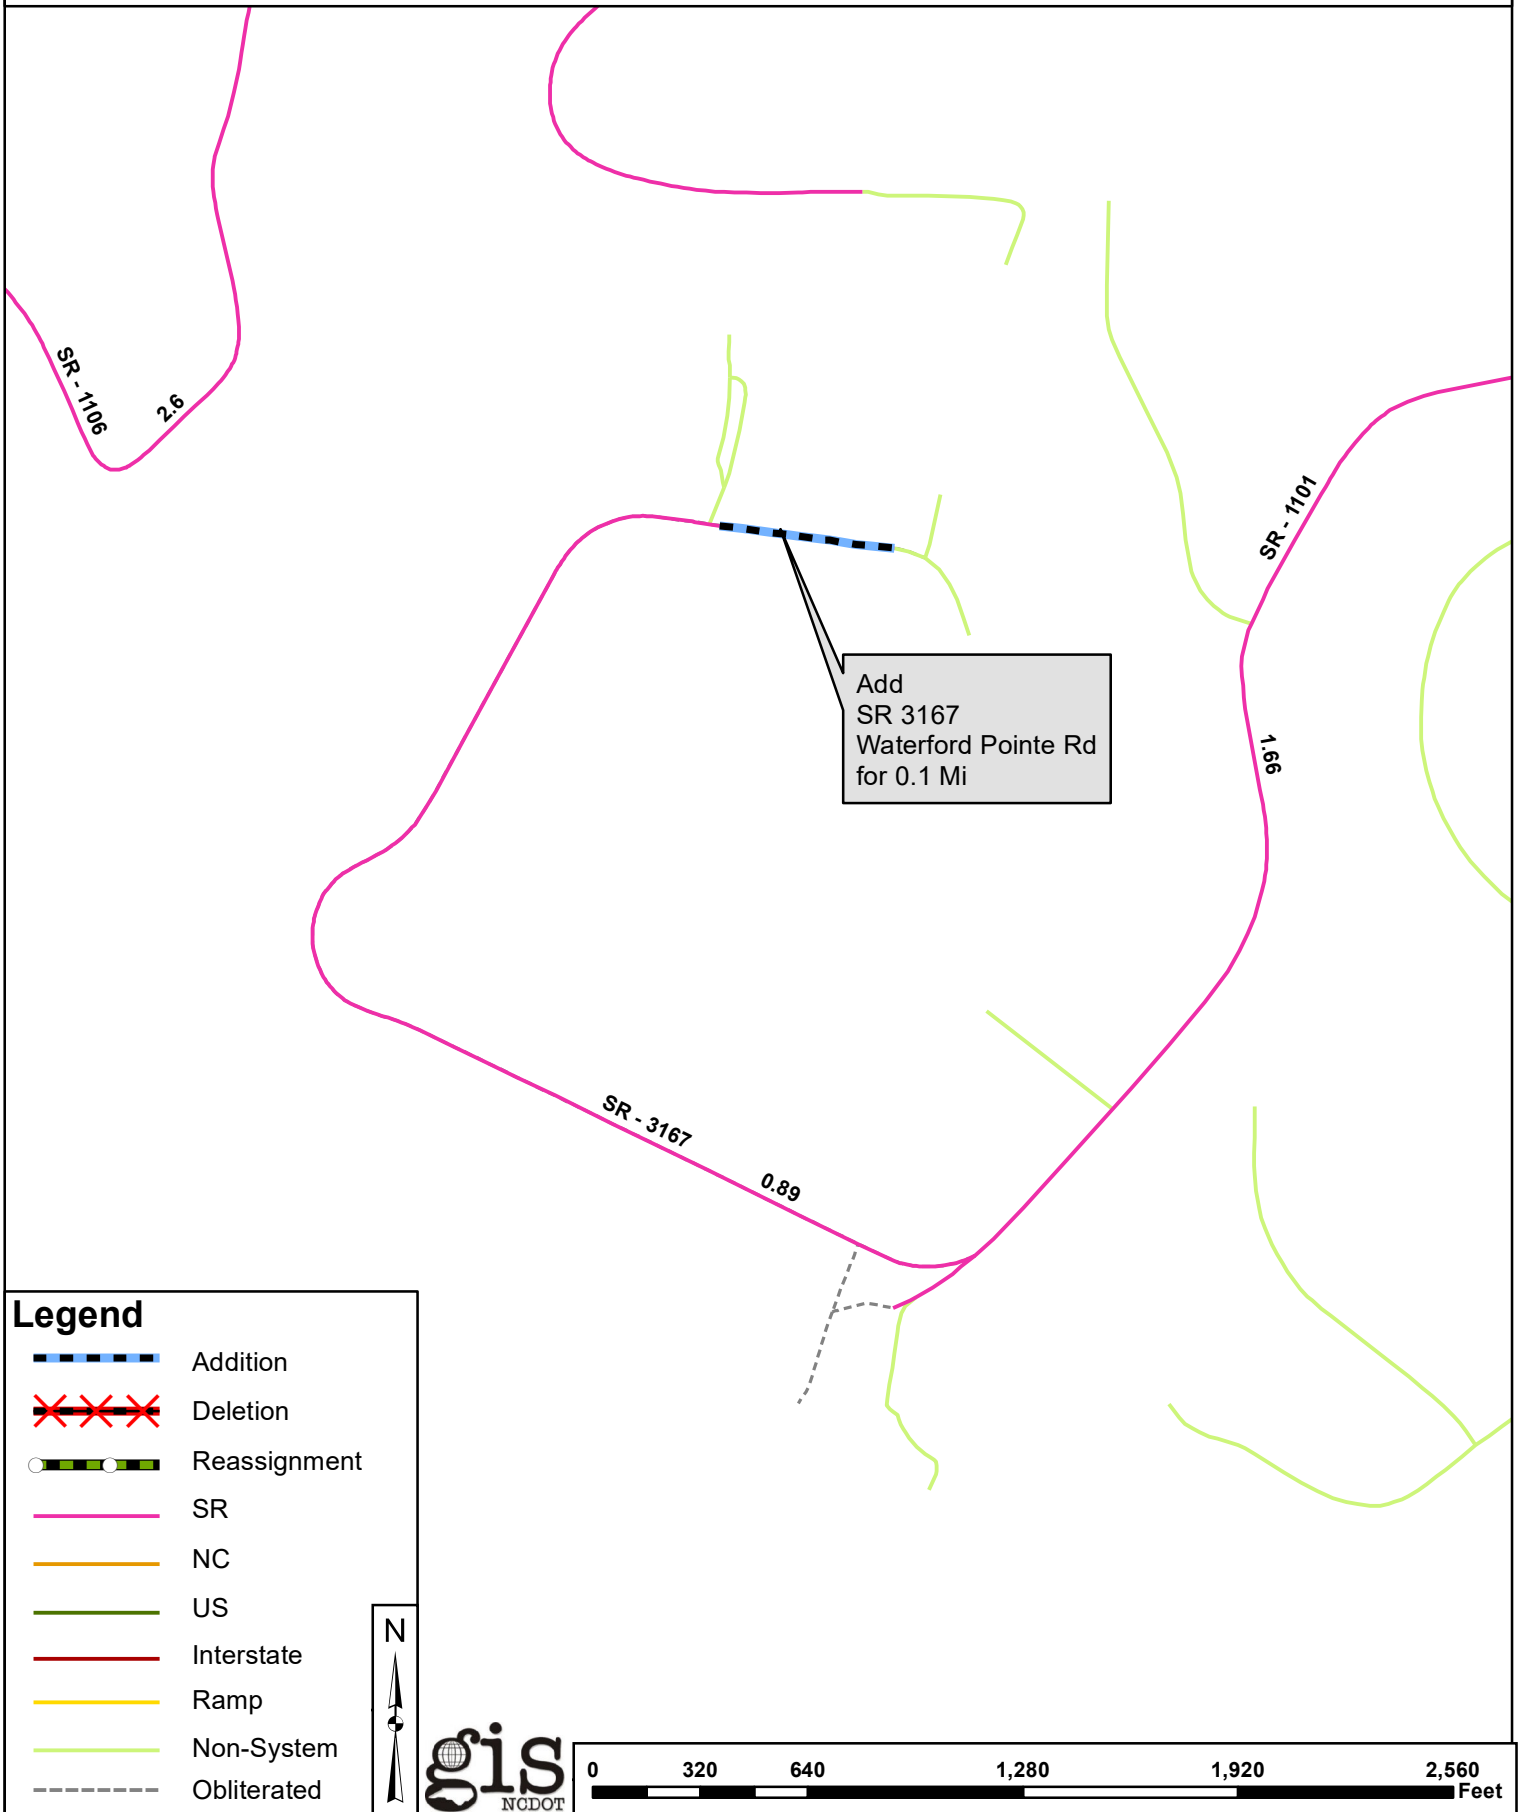 SR - 1106
2.6
SR - 1101
Add
SR 3167
Waterford Pointe Rd
for 0.1 Mi
1.66
SR - 3167
0.89
Legend
Addition
Deletion
Reassignment
SR
NC
US
Interstate
Ramp
Non-System
Obliterated
N
gis
NCDOT
0 320 640 1,280 1,920 2,560
Feet